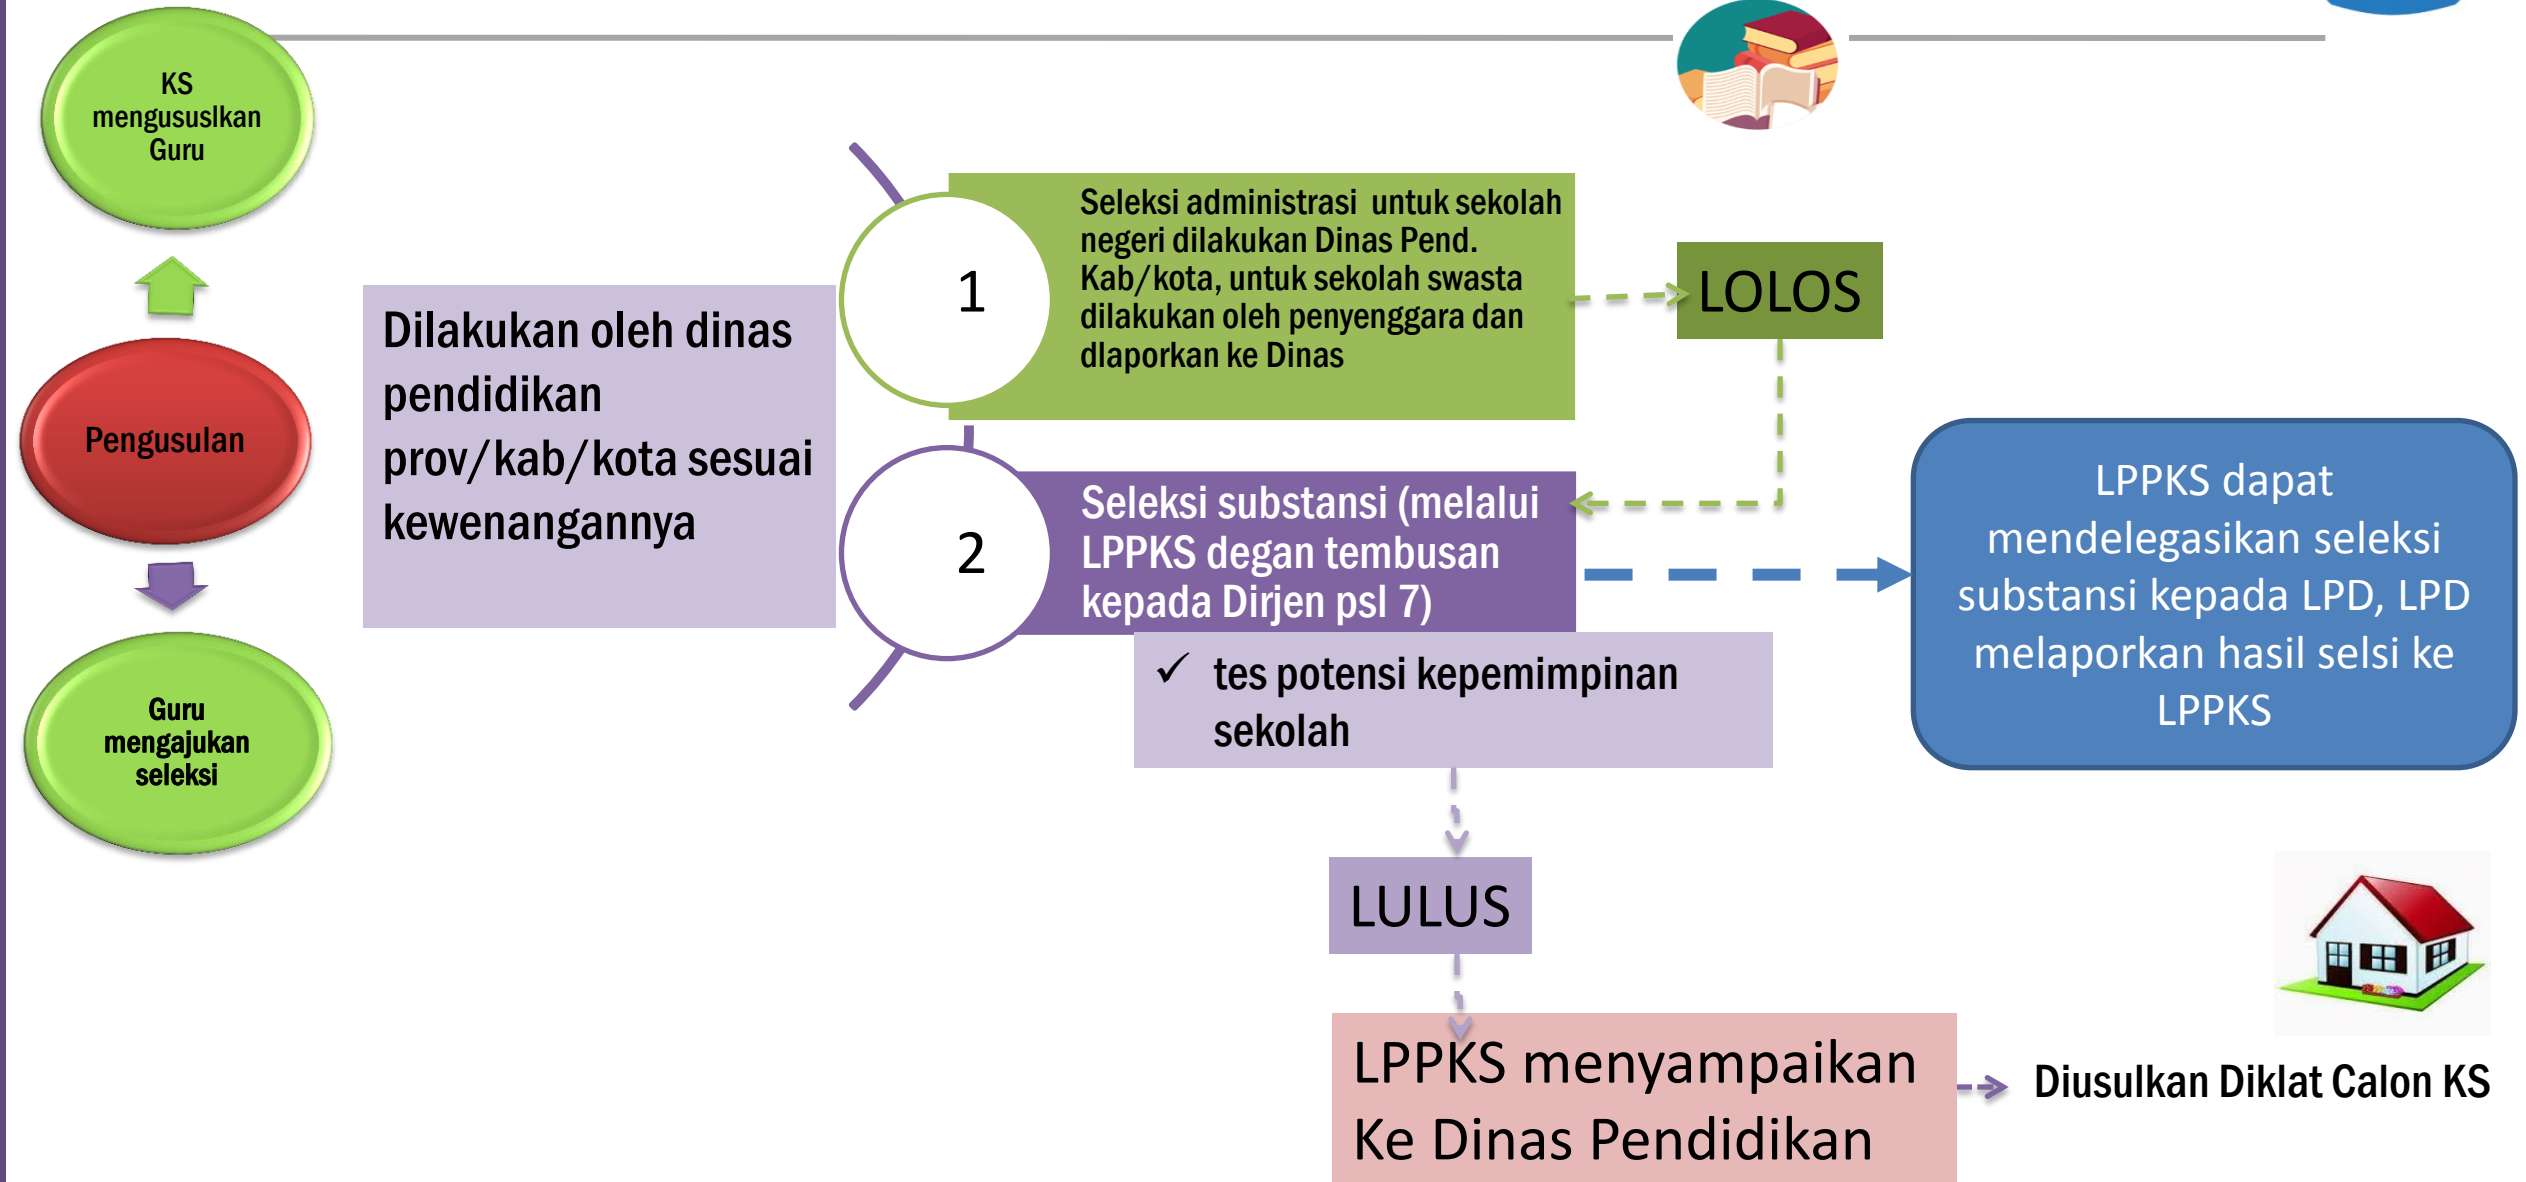 KS
mengususlkan
Guru
Pengusulan
Guru
mengajukan
seleksi
Dilakukan oleh dinas
pendidikan
prov/kab/kota sesuai
kewenangannya
1
Seleksi administrasi untuk sekolah
negeri dilakukan Dinas Pend.
Kab/kota, untuk sekolah swasta
dilakukan oleh penyenggara dan
dlaporkan ke Dinas
LOLOS
2
Seleksi substansi (melalui
LPPKS degan tembusan
kepada Dirjen psl 7)
✓ tes potensi kepemimpinan
sekolah
LPPKS dapat
mendelegasikan seleksi
substansi kepada LPD, LPD
melaporkan hasil selsi ke
LPPKS
LULUS
LPPKS menyampaikan
Ke Dinas Pendidikan
Diusulkan Diklat Calon KS